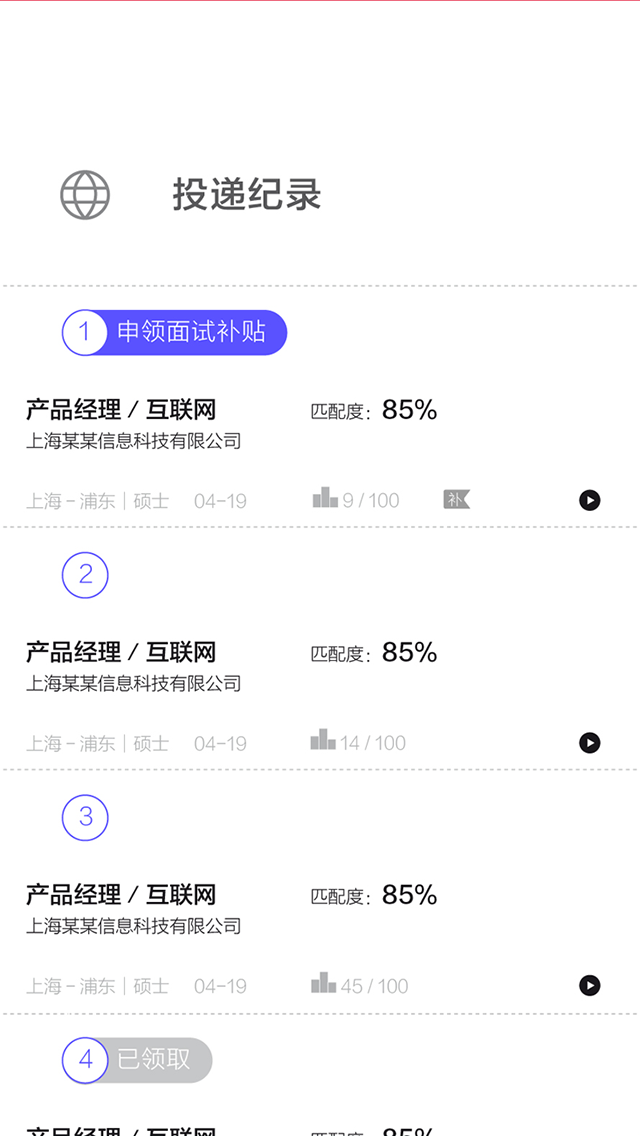 投递纪录
1 申领面试补贴
产品经理 / 互联网 匹配度：85%
上海某某信息科技有限公司
上海－浦东｜硕士 04-19 9 / 100 补
2
产品经理 / 互联网 匹配度：85%
上海某某信息科技有限公司
上海－浦东｜硕士 04-19 14 / 100
3
产品经理 / 互联网 匹配度：85%
上海某某信息科技有限公司
上海－浦东｜硕士 04-19 45 / 100
4 已领取